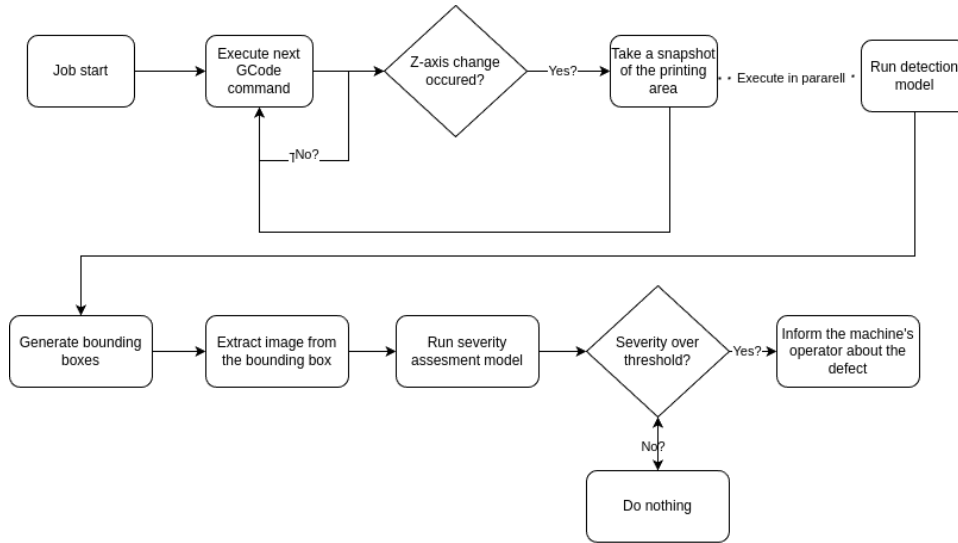 Job start
Execute next
GCode
command
Z-axis change
occured?
Yes?
Take a snapshot
of the printing
area
Execute in pararell
Run detection
model
No?
Generate bounding
boxes
Extract image from
the bounding box
Run severity
assesment model
Severity over
threshold?
Yes?
Inform the machine's
operator about the
defect
No?
Do nothing